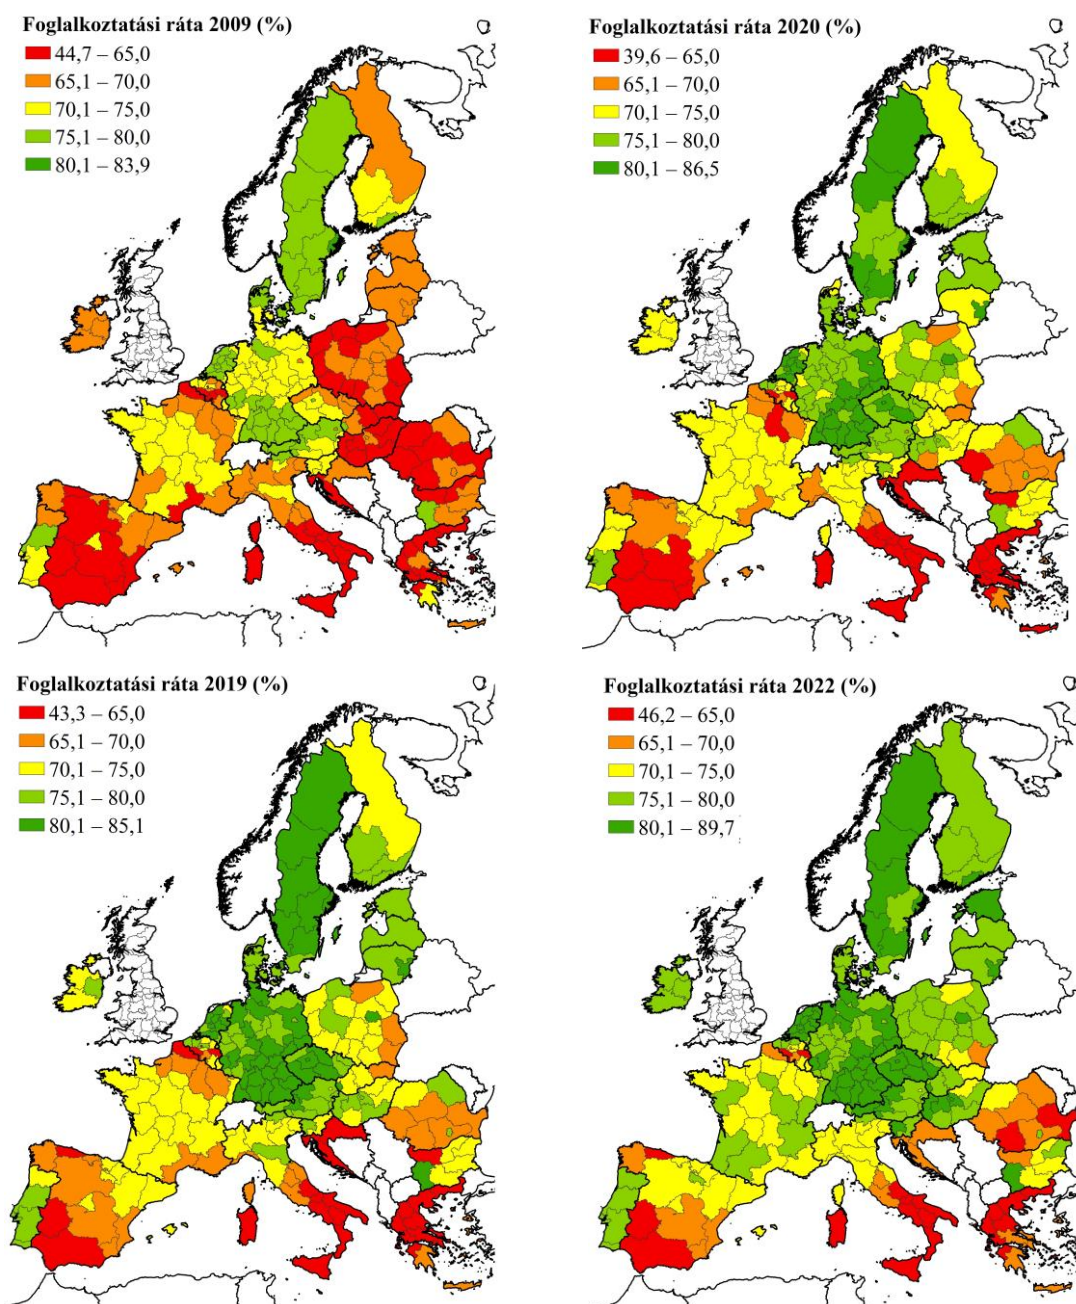 Foglalkoztatási ráta 2009 (%)
44,7 – 65,0
65,1 – 70,0
70,1 – 75,0
75,1 – 80,0
80,1 – 83,9
Foglalkoztatási ráta 2020 (%)
39,6 – 65,0
65,1 – 70,0
70,1 – 75,0
75,1 – 80,0
80,1 – 86,5
Foglalkoztatási ráta 2019 (%)
43,3 – 65,0
65,1 – 70,0
70,1 – 75,0
75,1 – 80,0
80,1 – 85,1
Foglalkoztatási ráta 2022 (%)
46,2 – 65,0
65,1 – 70,0
70,1 – 75,0
75,1 – 80,0
80,1 – 89,7